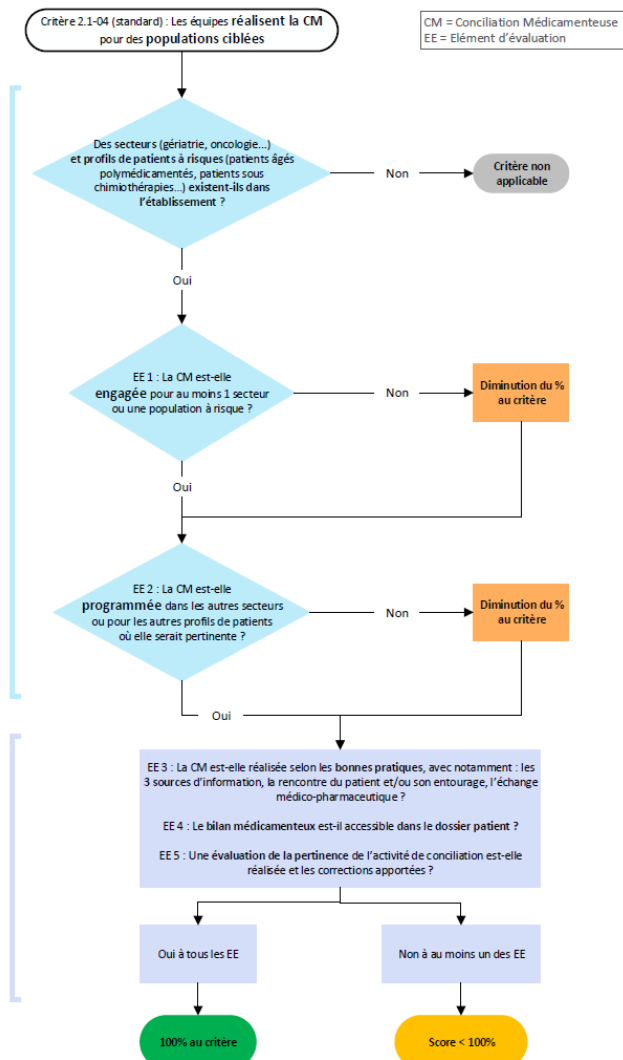 Critère 2.1-04 (standard) : Les équipes réalisent la CM
pour des populations ciblées
CM = Conciliation Médicamenteuse
EE = Elément d'évaluation
Des secteurs (gériatrie, oncologie...)
et profils de patients à risques (patients âgés
polymédicamentés, patients sous
chimiothérapies...) existent-ils dans
l'établissement ?
Non
Critère non
applicable
Oui
EE 1 : La CM est-elle
engagée pour au moins 1 secteur
ou une population à risque ?
Non
Diminution du %
au critère
Oui
EE 2 : La CM est-elle
programmée dans les autres secteurs
ou pour les autres profils de patients
où elle serait pertinente ?
Non
Diminution du %
au critère
Oui
EE 3 : La CM est-elle réalisée selon les bonnes pratiques, avec notamment : les
3 sources d'information, la rencontre du patient et/ou son entourage, l'échange
médico-pharmaceutique ?
EE 4 : Le bilan médicamenteux est-il accessible dans le dossier patient ?
EE 5 : Une évaluation de la pertinence de l'activité de conciliation est-elle
réalisée et les corrections apportées ?
Oui à tous les EE
Non à au moins un des EE
100% au critère
Score < 100%